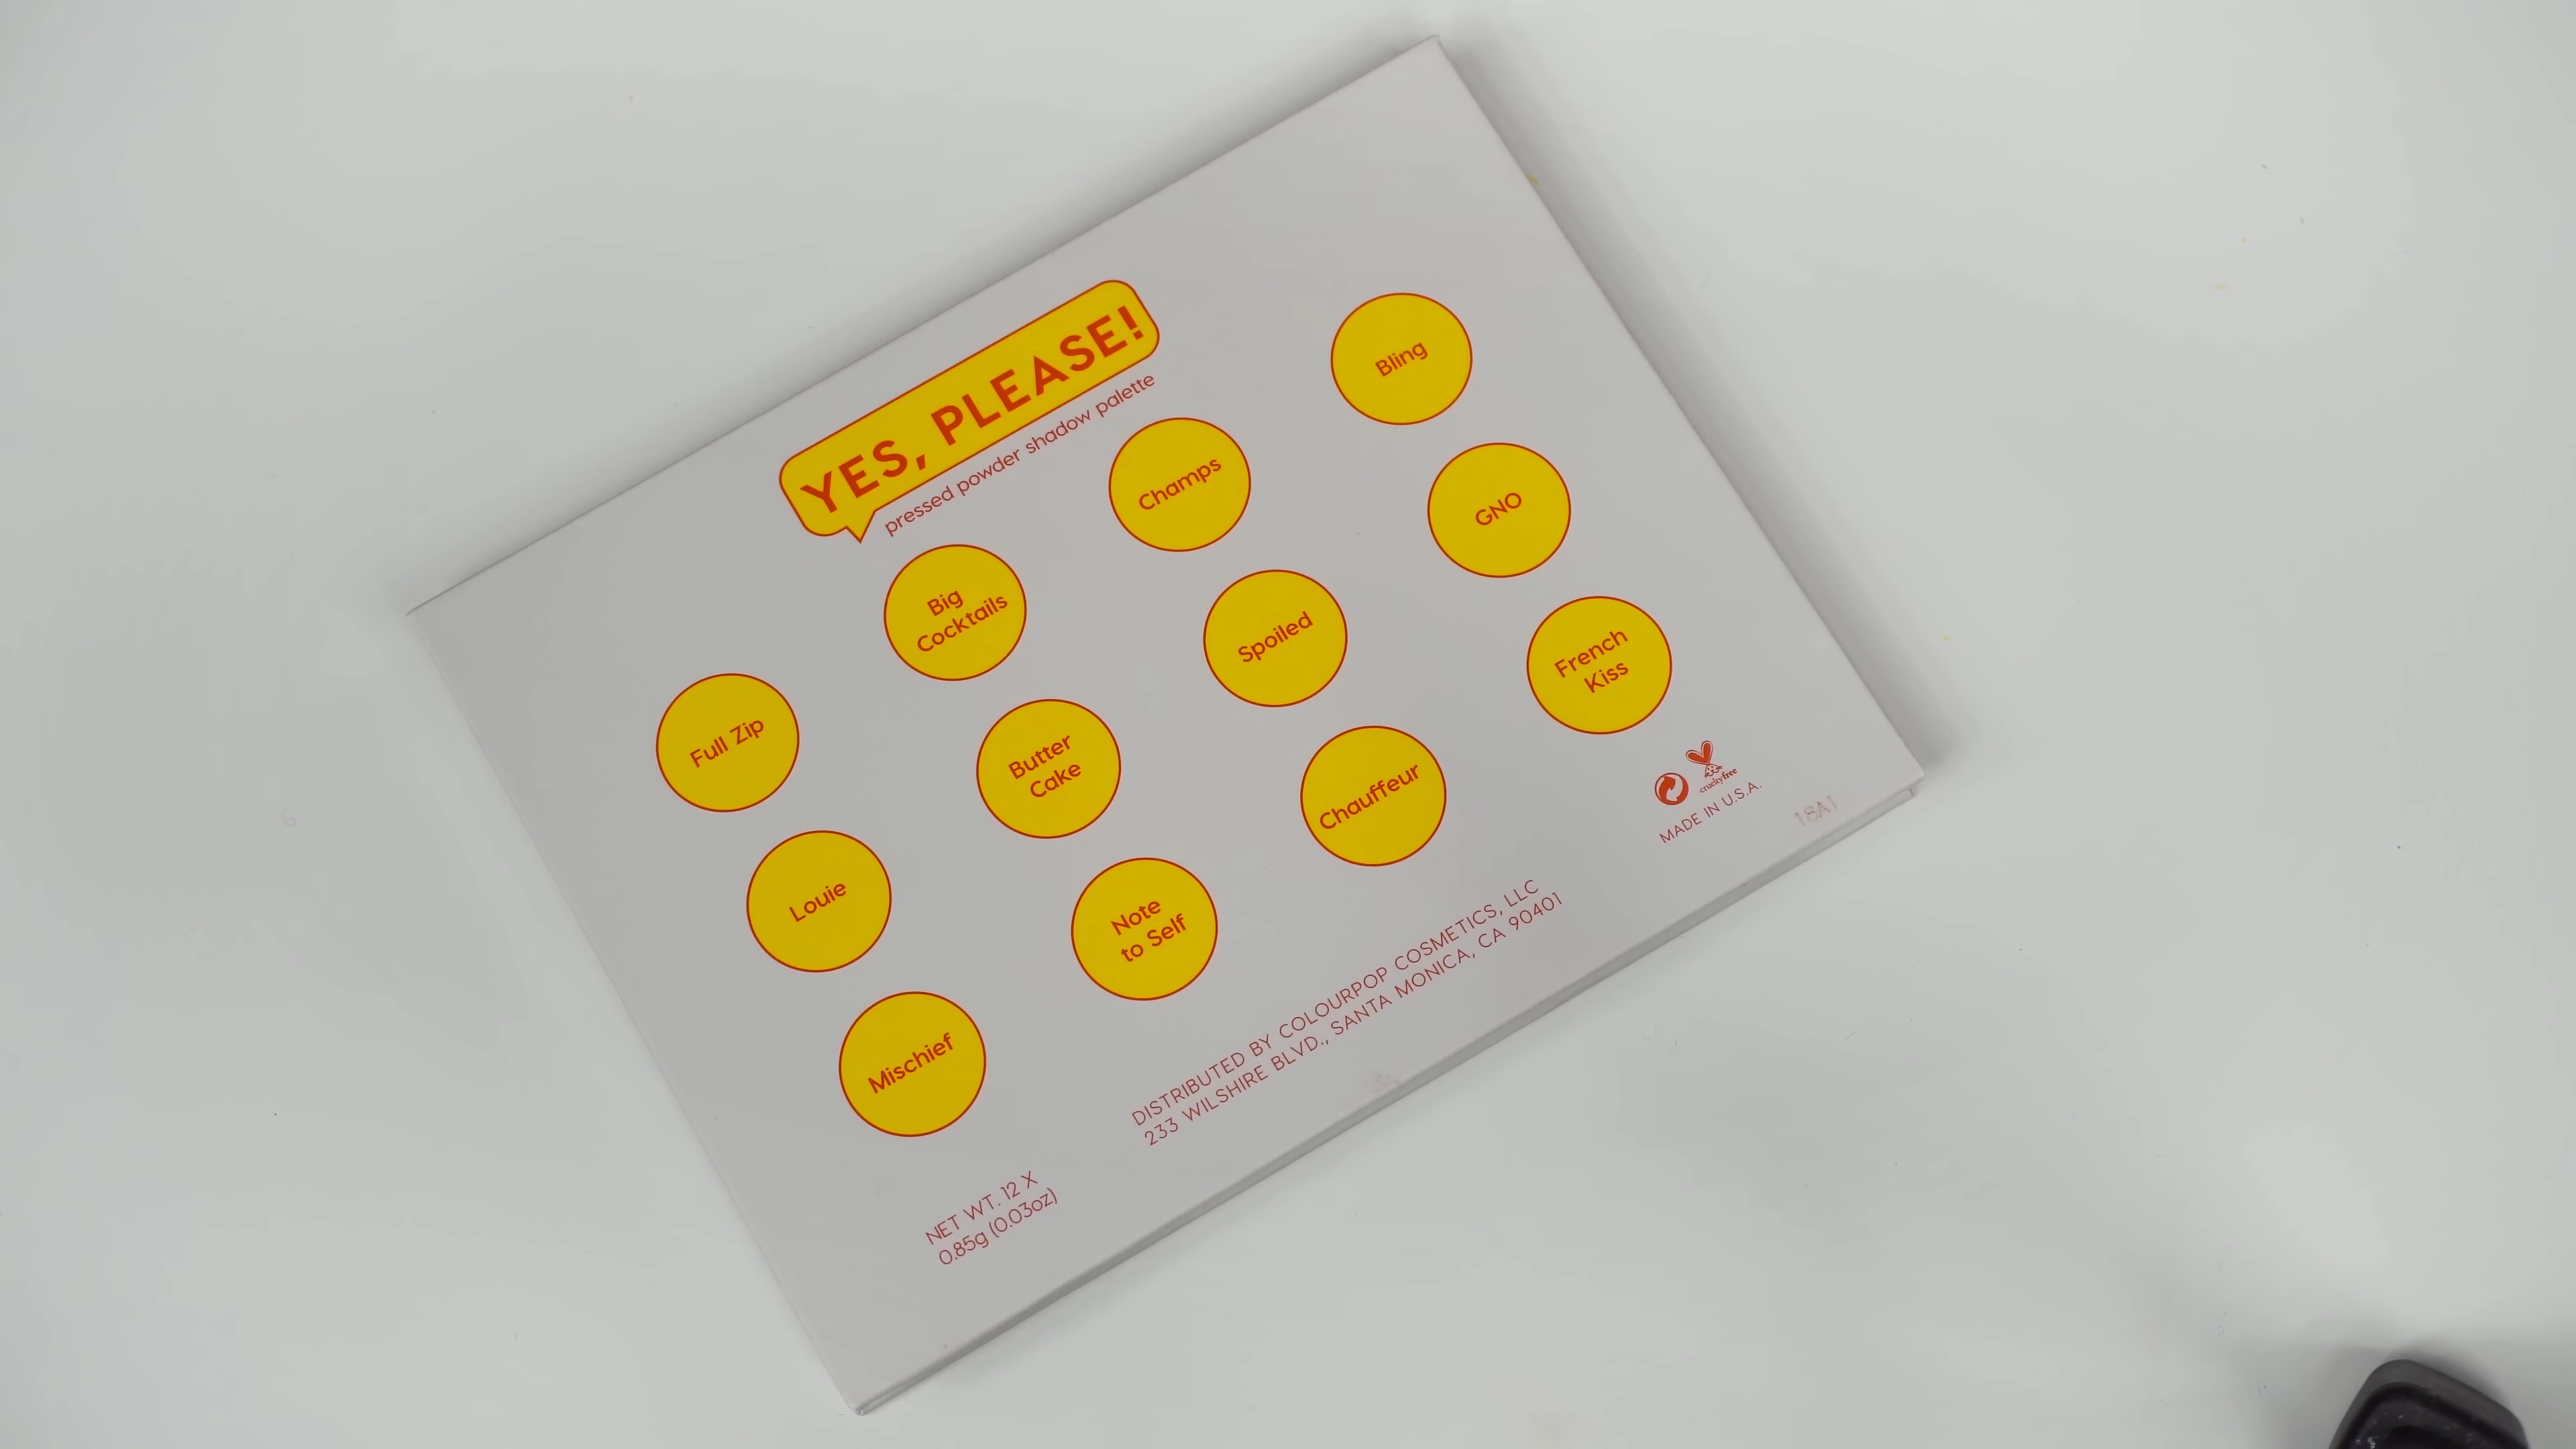 YES, PLEASE!
pressed powder shadow palette
Full Zip
Big
Cocktails
Champs
Bling
Louie
Butter
Cake
Spoiled
GNO
Mischief
Note
to Self
Chauffeur
French
Kiss
NET WT. 12 X
0.85g (0.03oz)
DISTRIBUTED BY COLOURPOP COSMETICS, LLC
233 WILSHIRE BLVD., SANTA MONICA, CA 90401
crueltyfree
MADE IN U.S.A.
18A1